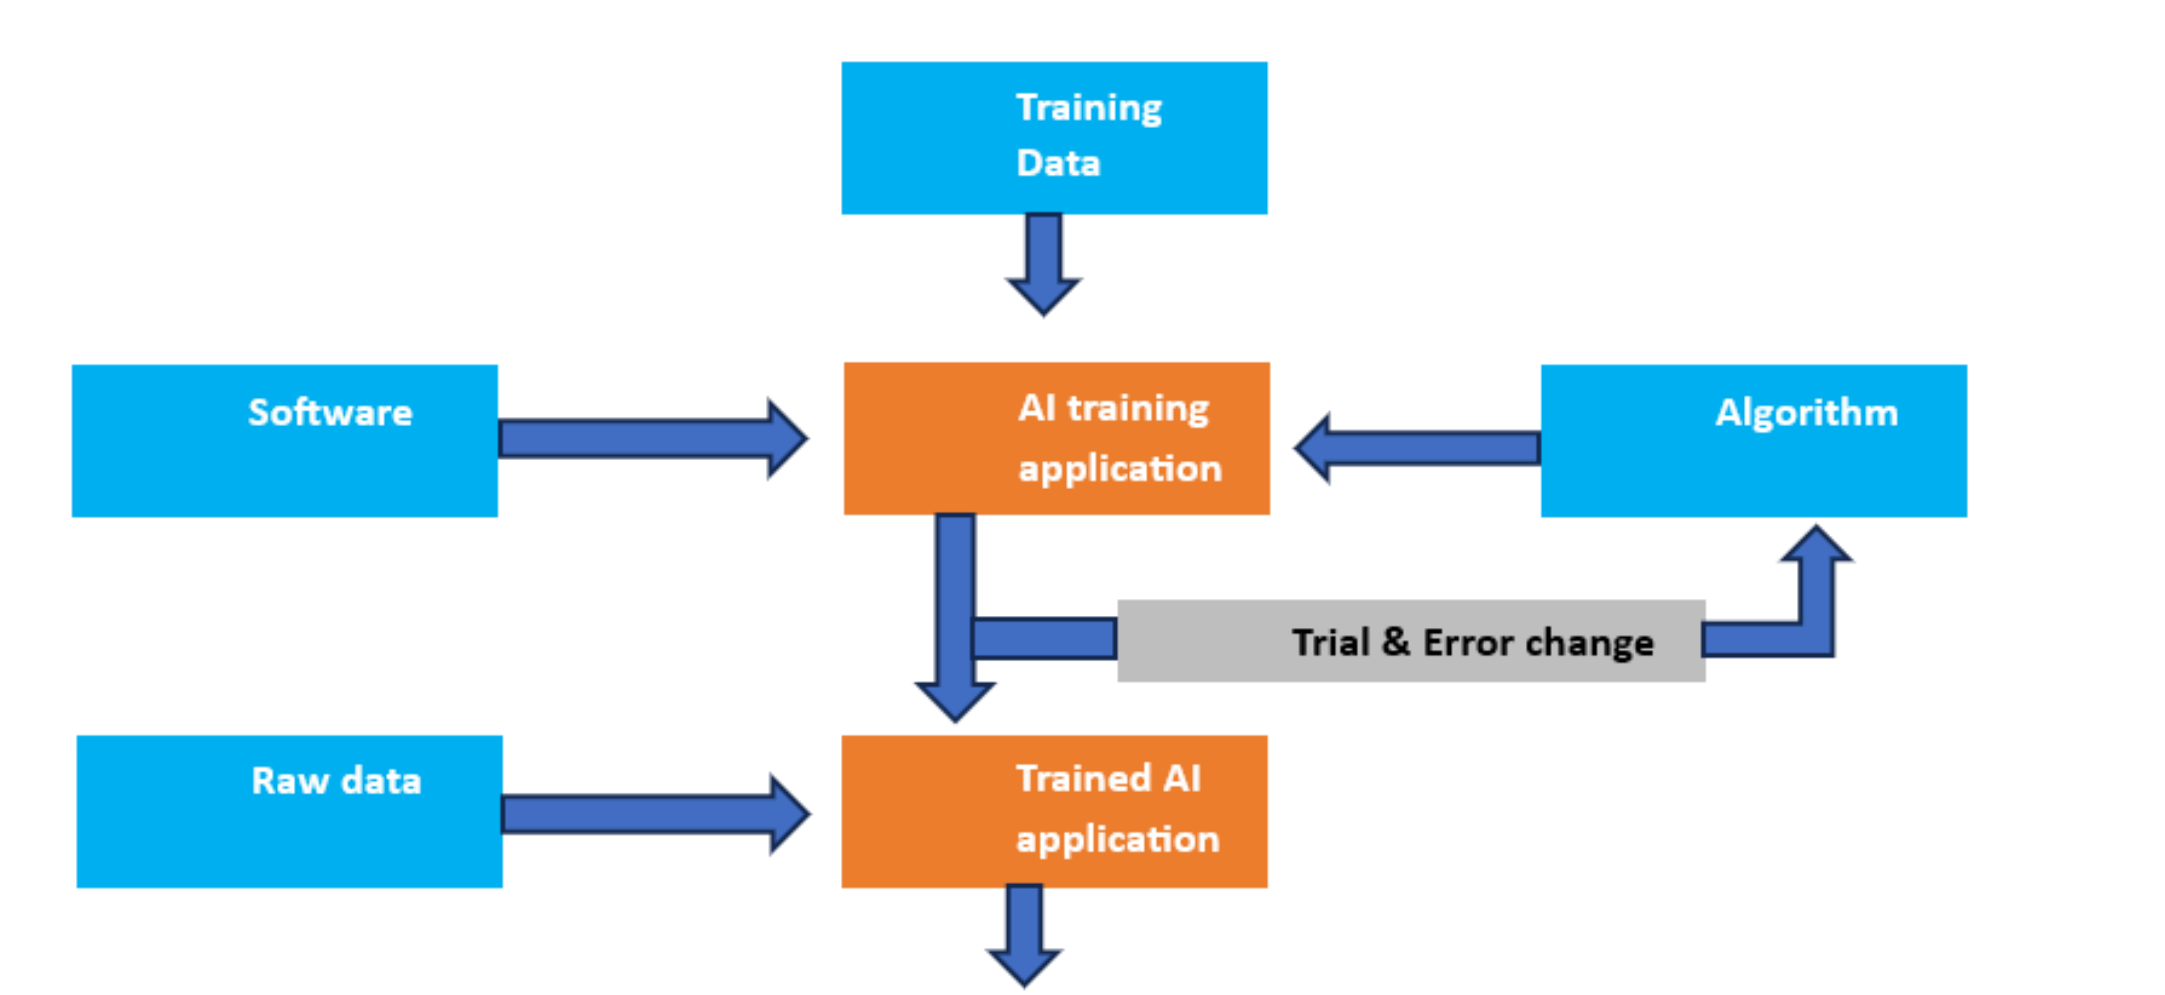 Training
Data
Software
AI training
application
Algorithm
Trial & Error change
Raw data
Trained AI
application